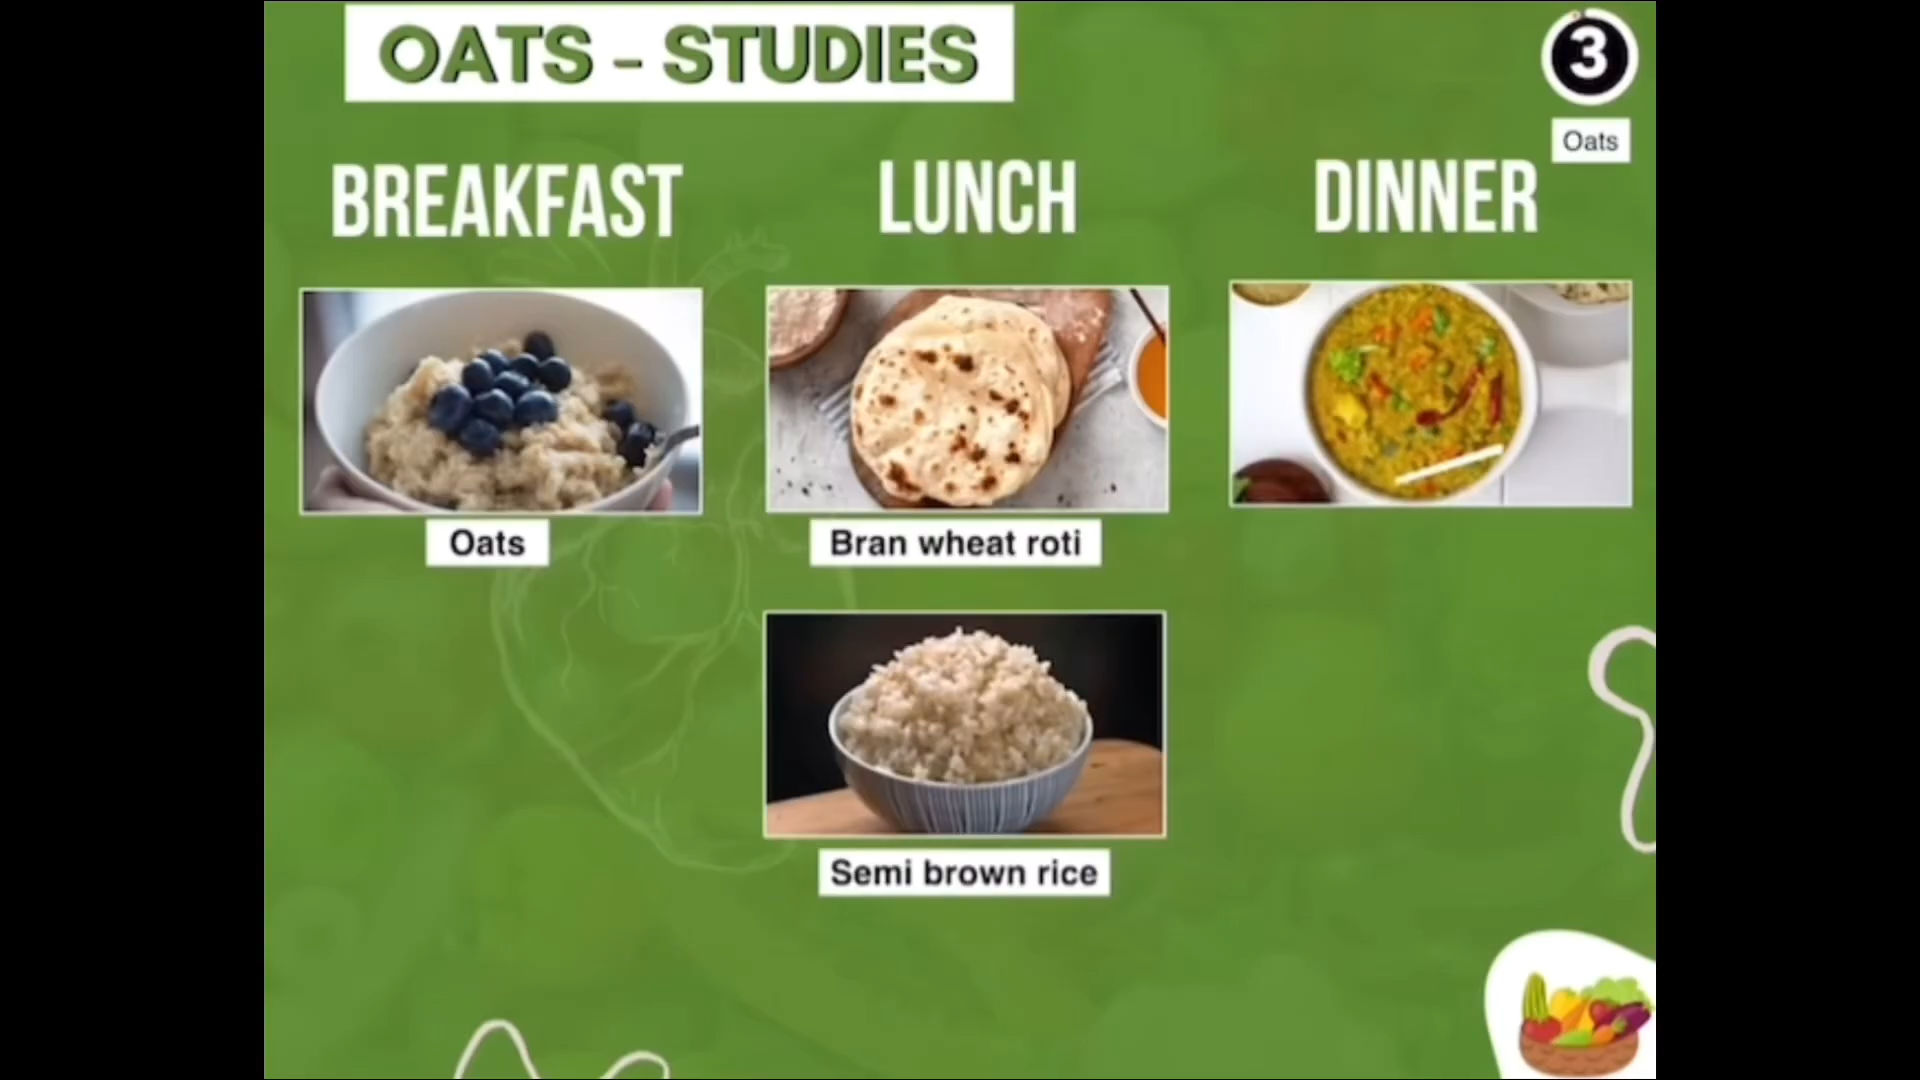 OATS - STUDIES
3
Oats
BREAKFAST
LUNCH
DINNER
Oats
Bran wheat roti
Semi brown rice